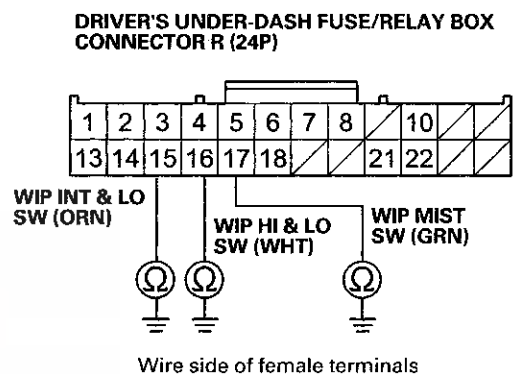 DRIVER'S UNDER-DASH FUSE/RELAY BOX
CONNECTOR R (24P)
1 2 3 4 5 6 7 8 10
13 14 15 16 17 18 21 22
WIP INT & LO
SW (ORN)
WIP HI & LO
SW (WHT)
WIP MIST
SW (GRN)
Ω Ω Ω
Wire side of female terminals